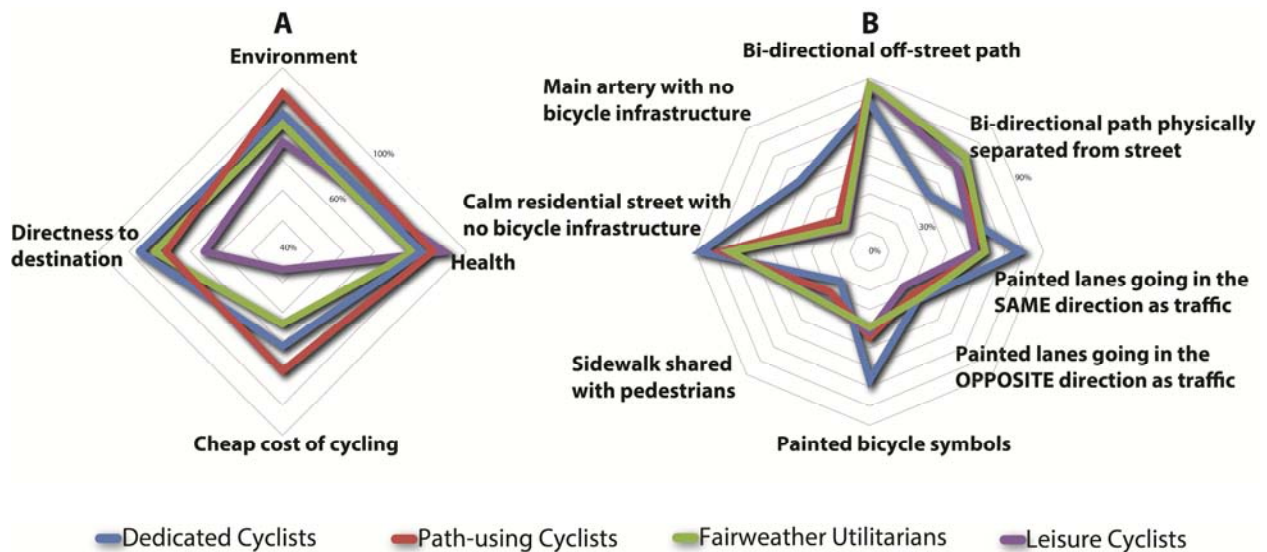 A
Environment
100%
60%
40%
Directness to
destination
Health
Cheap cost of cycling
B
Bi-directional off-street path
Main artery with no
bicycle infrastructure
Bi-directional path physically
separated from street
90%
Calm residential street with
no bicycle infrastructure
30%
0%
Painted lanes going in the
SAME direction as traffic
Painted lanes going in the
OPPOSITE direction as traffic
Sidewalk shared
with pedestrians
Painted bicycle symbols
Dedicated Cyclists
Path-using Cyclists
Fairweather Utilitarians
Leisure Cyclists